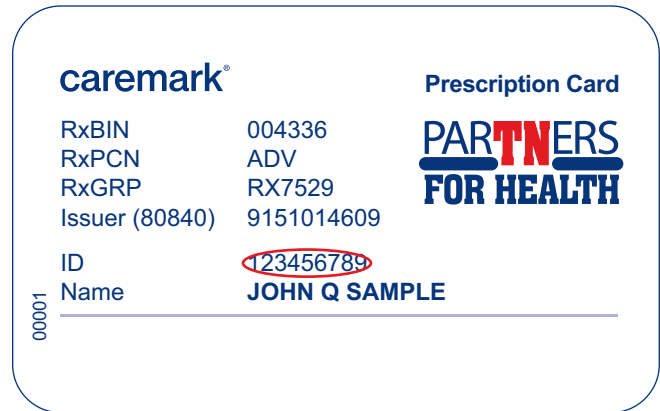 caremark®
Prescription Card
RxBIN 004336
RxPCN ADV
RxGRP RX7529
Issuer (80840) 9151014609
PARTNERS
FOR HEALTH
ID 123456789
Name JOHN Q SAMPLE
00001